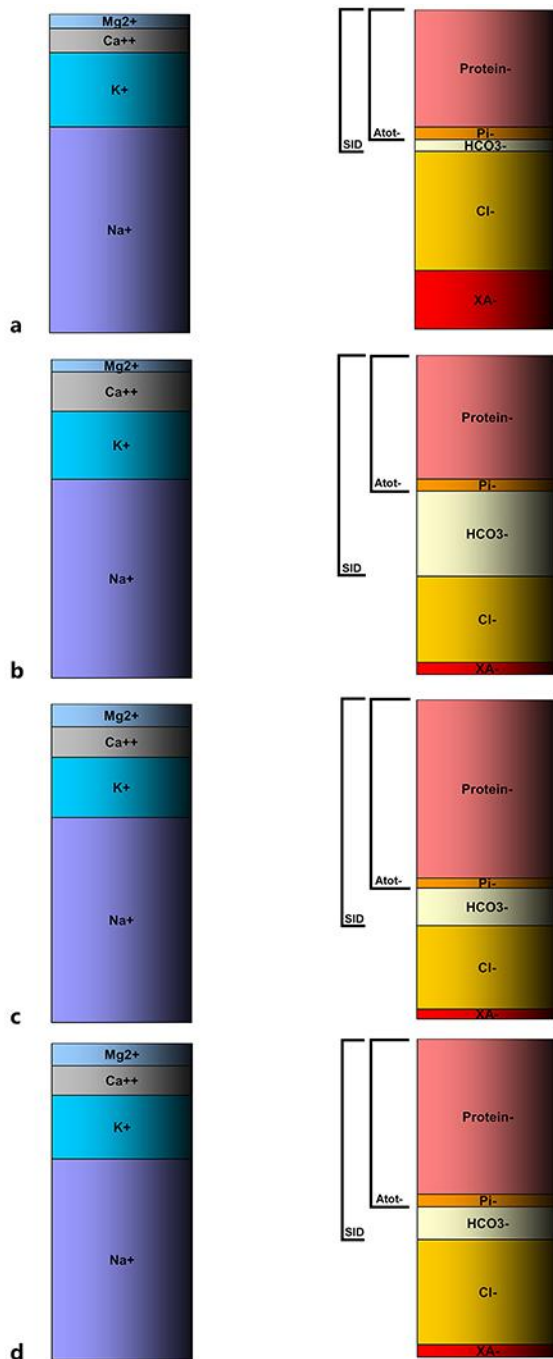 Mg2+
Ca++
K+
Na+
Protein-
Pi-
HCO3-
Cl-
XA-
Atot-
SID
a
Mg2+
Ca++
K+
Na+
Protein-
Pi-
HCO3-
Cl-
XA-
Atot-
SID
b
Mg2+
Ca++
K+
Na+
Protein-
Pi-
HCO3-
Cl-
XA-
Atot-
SID
c
Mg2+
Ca++
K+
Na+
Protein-
Pi-
HCO3-
Cl-
XA-
Atot-
SID
d